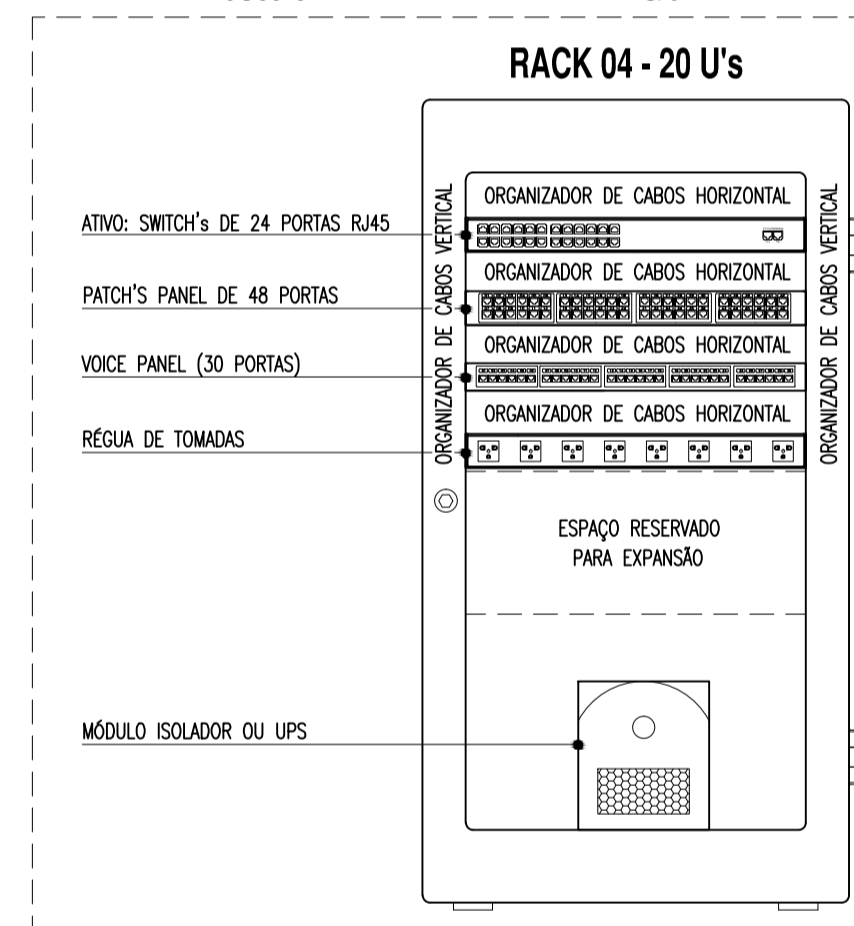 RACK 04 - 20 U's
ORGANIZADOR DE CABOS HORIZONTAL
ATIVO: SWITCH's DE 24 PORTAS RJ45
ORGANIZADOR DE CABOS HORIZONTAL
PATCH'S PANEL DE 48 PORTAS
ORGANIZADOR DE CABOS HORIZONTAL
VOICE PANEL (30 PORTAS)
ORGANIZADOR DE CABOS HORIZONTAL
RÉGUA DE TOMADAS
ORGANIZADOR DE CABOS VERTICAL
ORGANIZADOR DE CABOS VERTICAL
ESPAÇO RESERVADO
PARA EXPANSÃO
MÓDULO ISOLADOR OU UPS